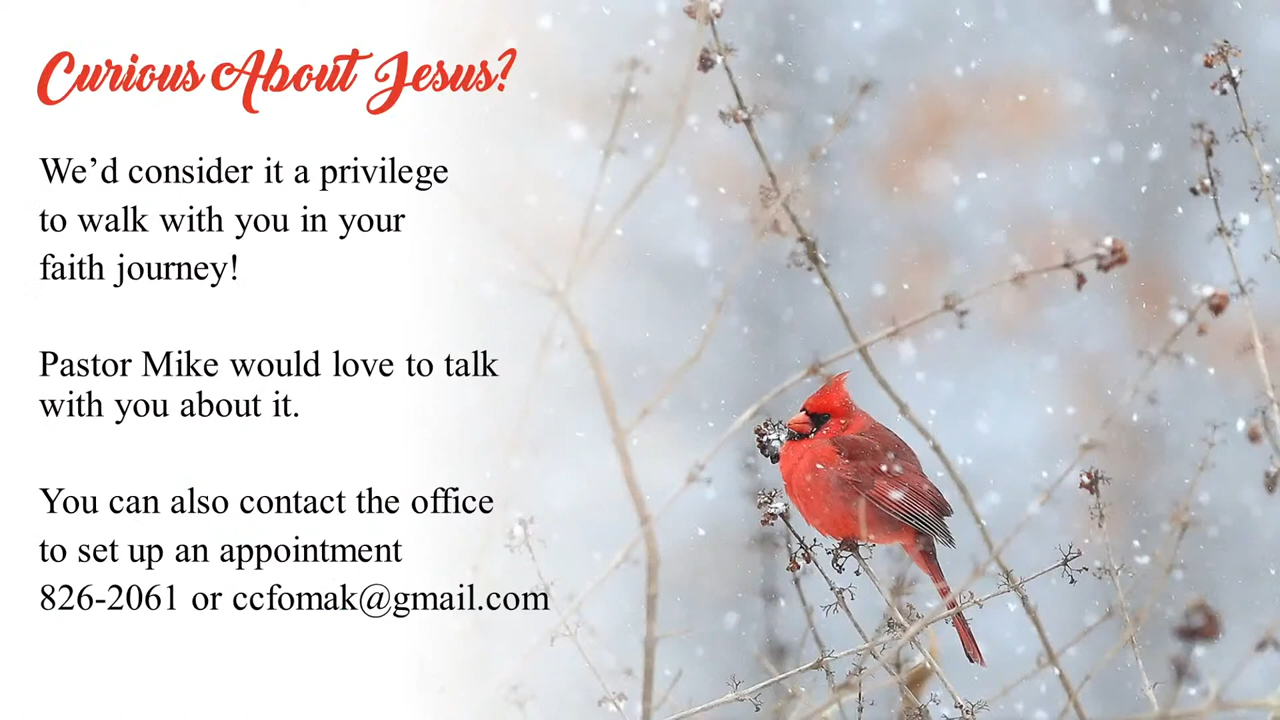 Curious About Jesus?
We’d consider it a privilege
to walk with you in your
faith journey!
Pastor Mike would love to talk
with you about it.
You can also contact the office
to set up an appointment
826-2061 or ccfomak@gmail.com